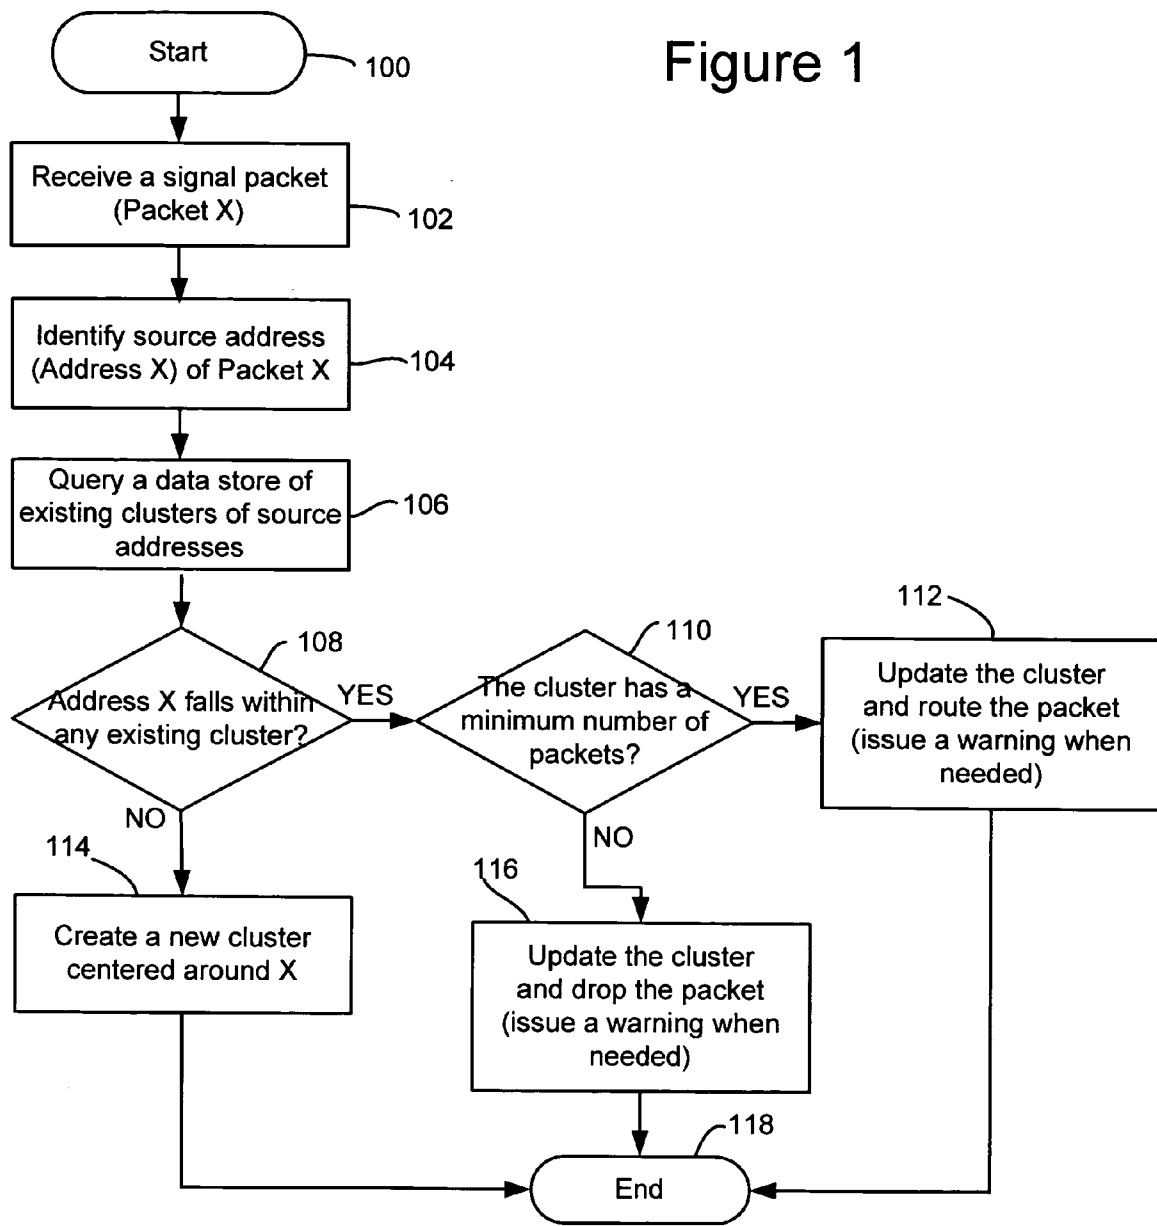 Figure 1
Start
100
Receive a signal packet
(Packet X)
102
Identify source address
(Address X) of Packet X
104
Query a data store of
existing clusters of source
addresses
106
108
Address X falls within
any existing cluster?
YES
NO
110
The cluster has a
minimum number of
packets?
YES
NO
112
Update the cluster
and route the packet
(issue a warning when
needed)
114
Create a new cluster
centered around X
116
Update the cluster
and drop the packet
(issue a warning when
needed)
118
End